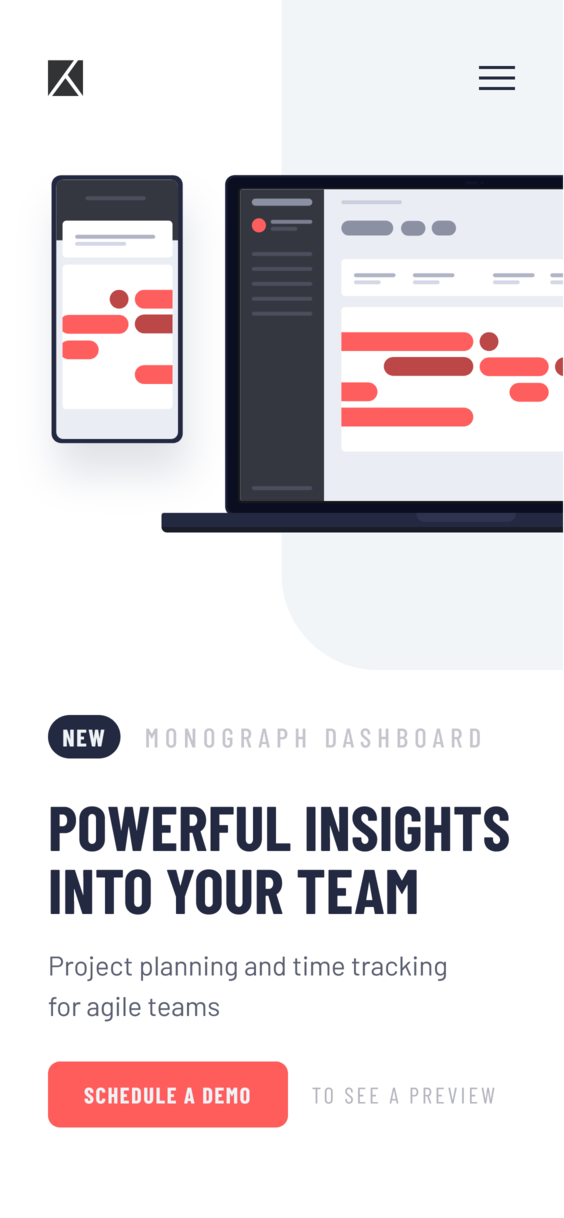 NEW MONOGRAPH DASHBOARD
POWERFUL INSIGHTS
INTO YOUR TEAM
Project planning and time tracking
for agile teams
SCHEDULE A DEMO TO SEE A PREVIEW